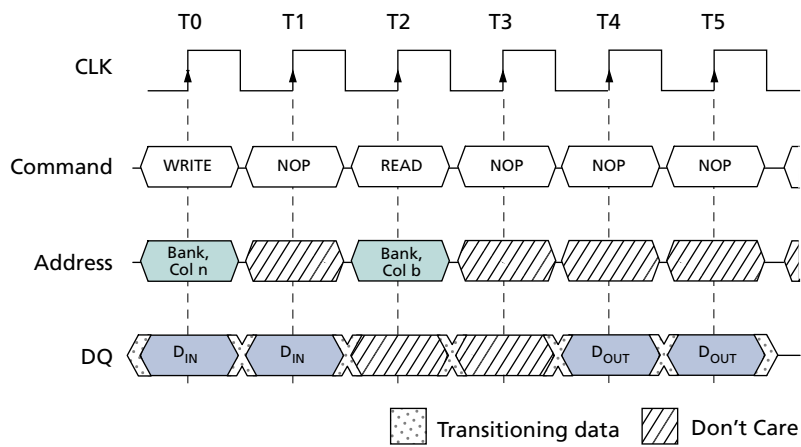 T0 T1 T2 T3 T4 T5
CLK
Command WRITE NOP READ NOP NOP NOP
Address Bank, Col n Bank, Col b
DQ DIN DIN DOUT DOUT
Transitioning data Don't Care